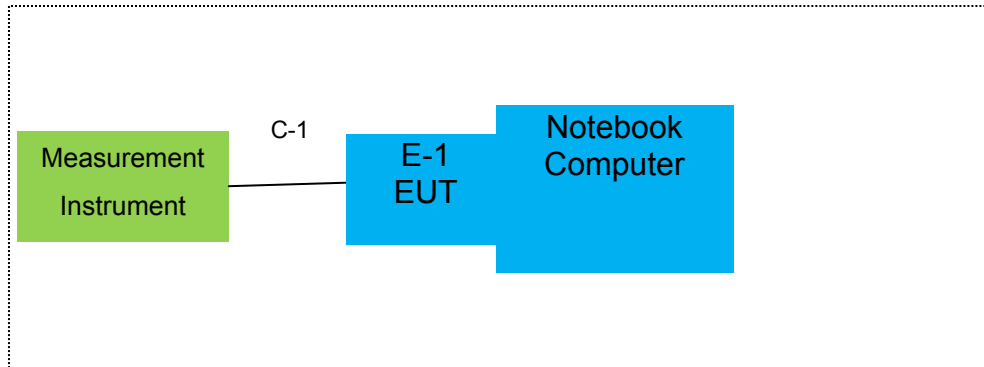 Measurement
Instrument
C-1
E-1
EUT
Notebook
Computer